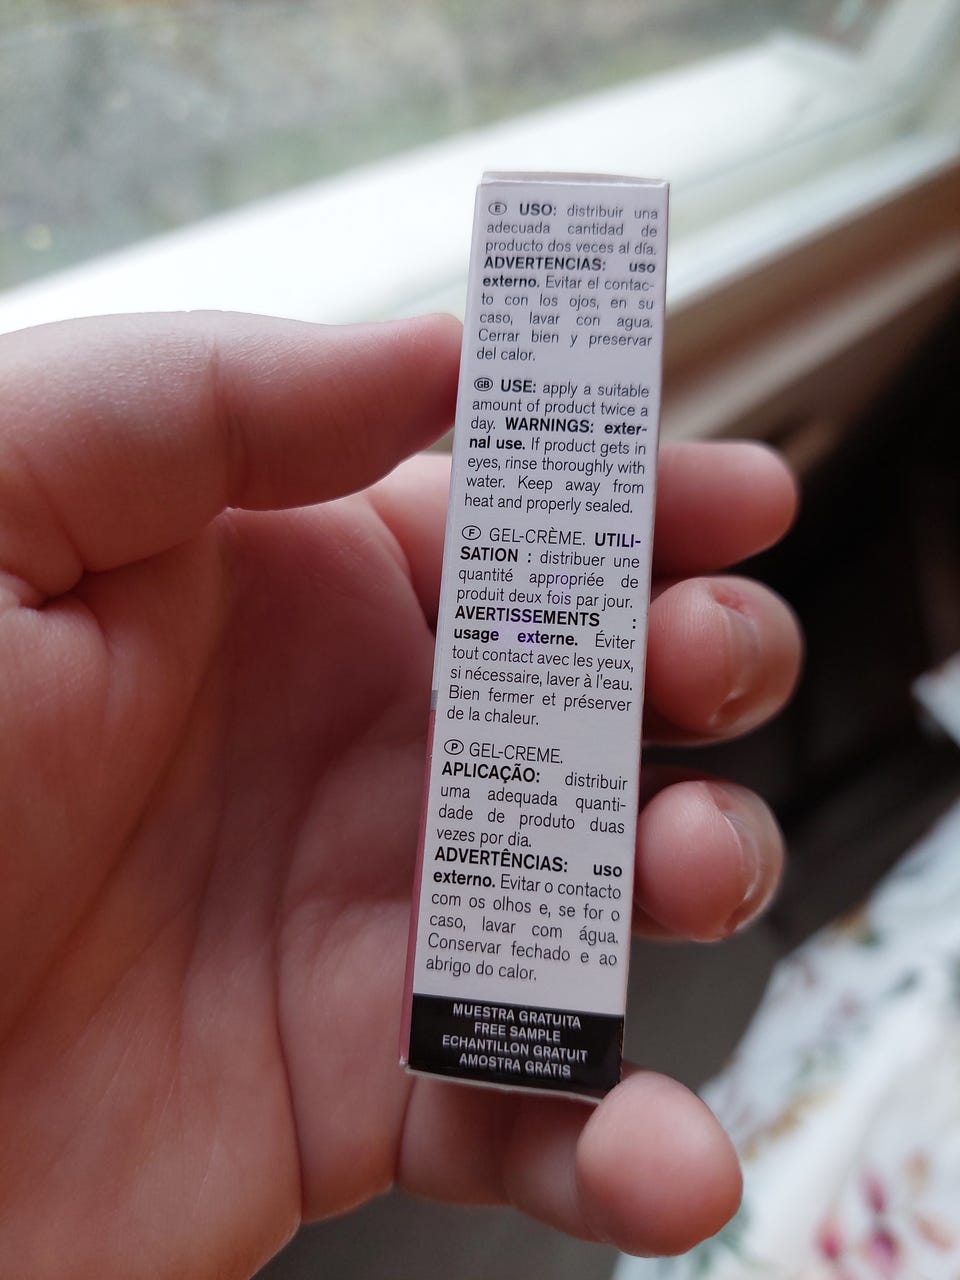 E USO: distribuir una
adecuada cantidad de
producto dos veces al día.
ADVERTENCIAS: uso
externo. Evitar el contac-
to con los ojos, en su
caso, lavar con agua.
Cerrar bien y preservar
del calor.
GB USE: apply a suitable
amount of product twice a
day. WARNINGS: exter-
nal use. If product gets in
eyes, rinse thoroughly with
water. Keep away from
heat and properly sealed.
F GEL-CRÈME. UTILI-
SATION : distribuer une
quantité appropriée de
produit deux fois par jour.
AVERTISSEMENTS :
usage externe. Éviter
tout contact avec les yeux,
si nécessaire, laver à l'eau.
Bien fermer et préserver
de la chaleur.
P GEL-CREME.
APLICAÇÃO: distribuir
uma adequada quanti-
dade de produto duas
vezes por dia.
ADVERTÊNCIAS: uso
externo. Evitar o contacto
com os olhos e, se for o
caso, lavar com água.
Conservar fechado e ao
abrigo do calor.
MUESTRA GRATUITA
FREE SAMPLE
ECHANTILLON GRATUIT
AMOSTRA GRÁTIS